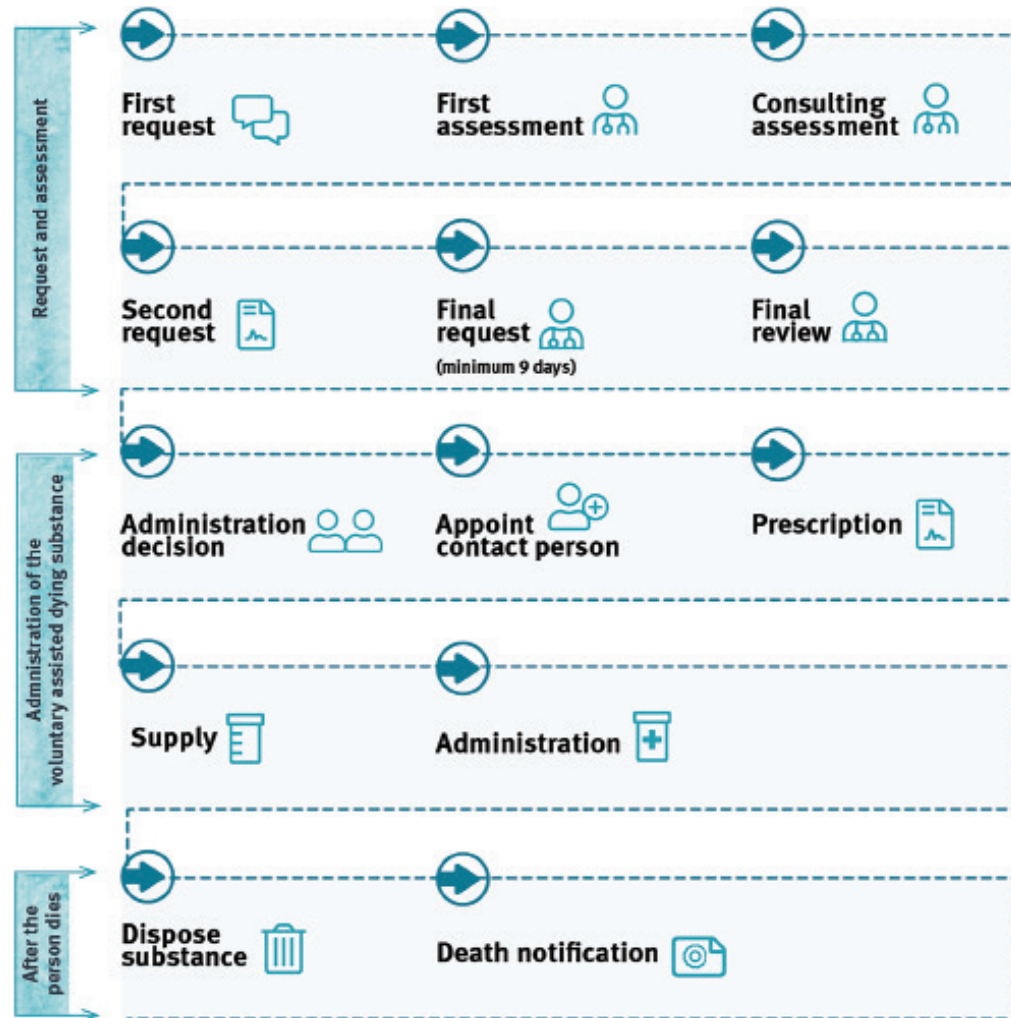 Request and assessment
First
request
First
assessment
Consulting
assessment
Second
request
Final
request
(minimum 9 days)
Final
review
Admnistration of the
voluntary assisted dying substance
Administration
decision
Appoint
contact person
Prescription
Supply
Administration
After the
person dies
Dispose
substance
Death notification